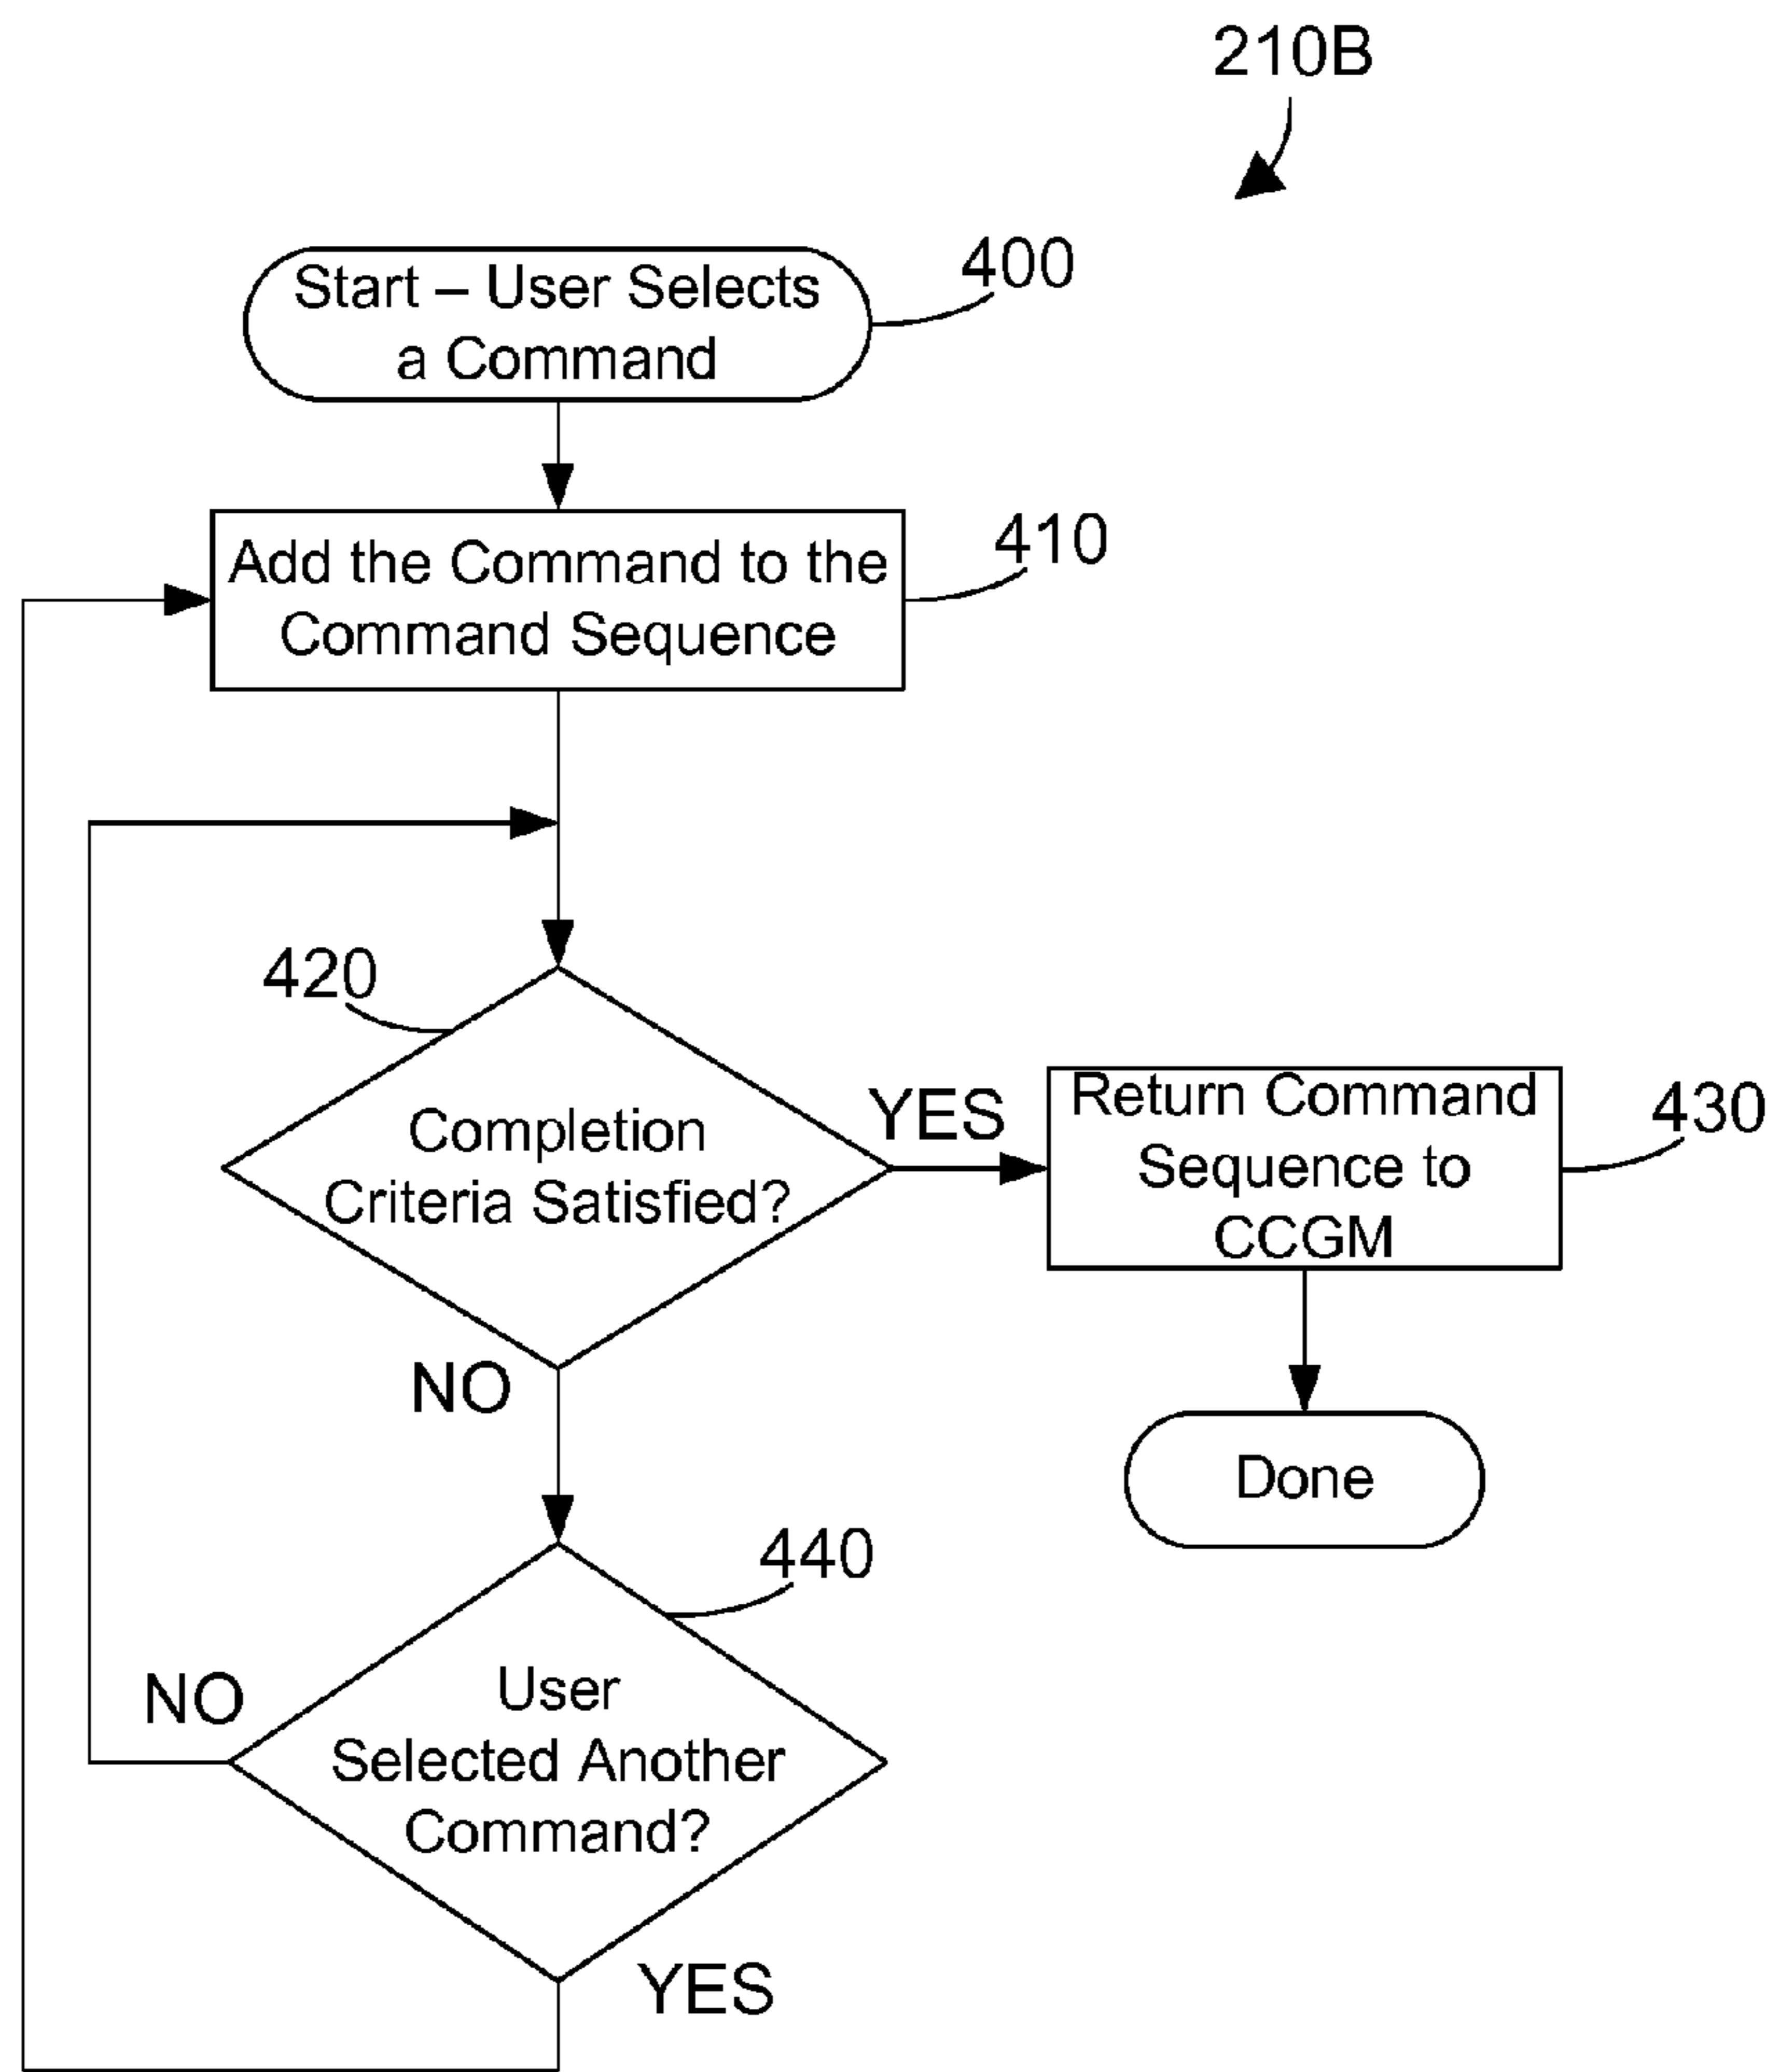 210B
Start – User Selects
a Command
400
Add the Command to the
Command Sequence
410
420
Completion
Criteria Satisfied?
YES
Return Command
Sequence to
CCGM
430
NO
Done
440
User
Selected Another
Command?
NO
YES